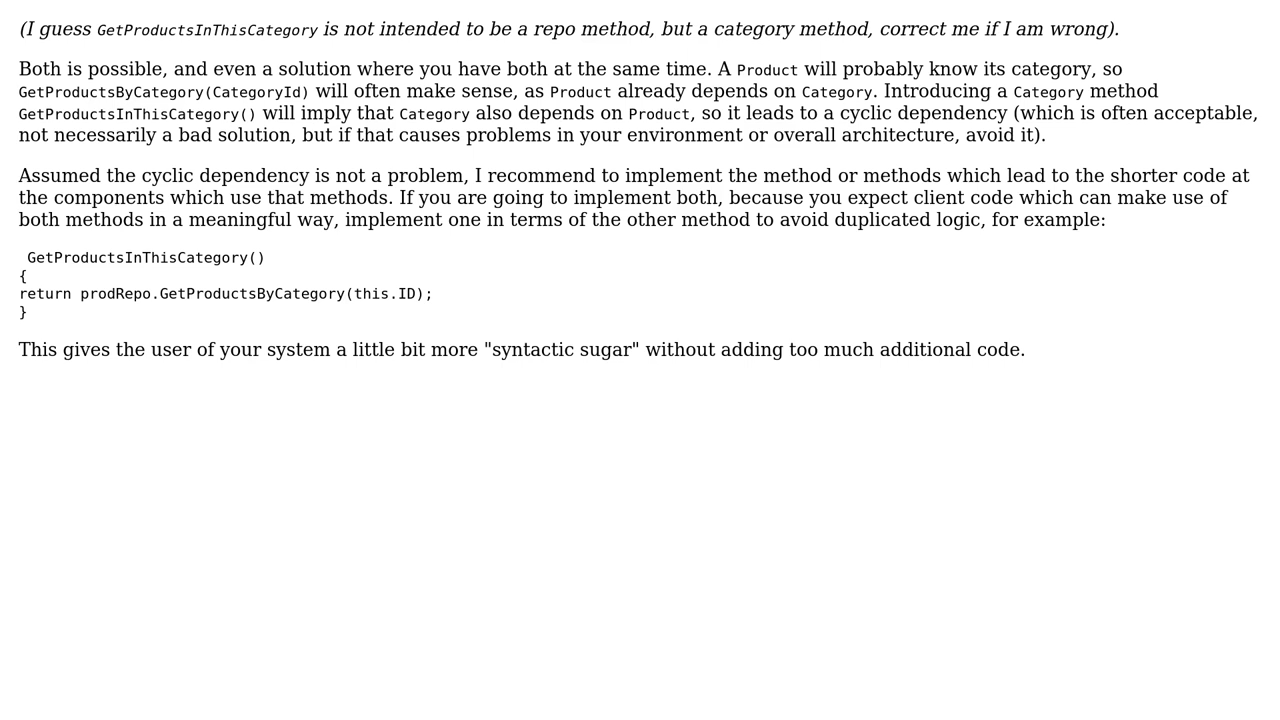 (I guess GetProductsInThisCategory is not intended to be a repo method, but a category method, correct me if I am wrong).
Both is possible, and even a solution where you have both at the same time. A Product will probably know its category, so
GetProductsByCategory(CategoryId) will often make sense, as Product already depends on Category. Introducing a Category method
GetProductsInThisCategory() will imply that Category also depends on Product, so it leads to a cyclic dependency (which is often acceptable,
not necessarily a bad solution, but if that causes problems in your environment or overall architecture, avoid it).
Assumed the cyclic dependency is not a problem, I recommend to implement the method or methods which lead to the shorter code at
the components which use that methods. If you are going to implement both, because you expect client code which can make use of
both methods in a meaningful way, implement one in terms of the other method to avoid duplicated logic, for example:
GetProductsInThisCategory()
{
return prodRepo.GetProductsByCategory(this.ID);
}
This gives the user of your system a little bit more "syntactic sugar" without adding too much additional code.